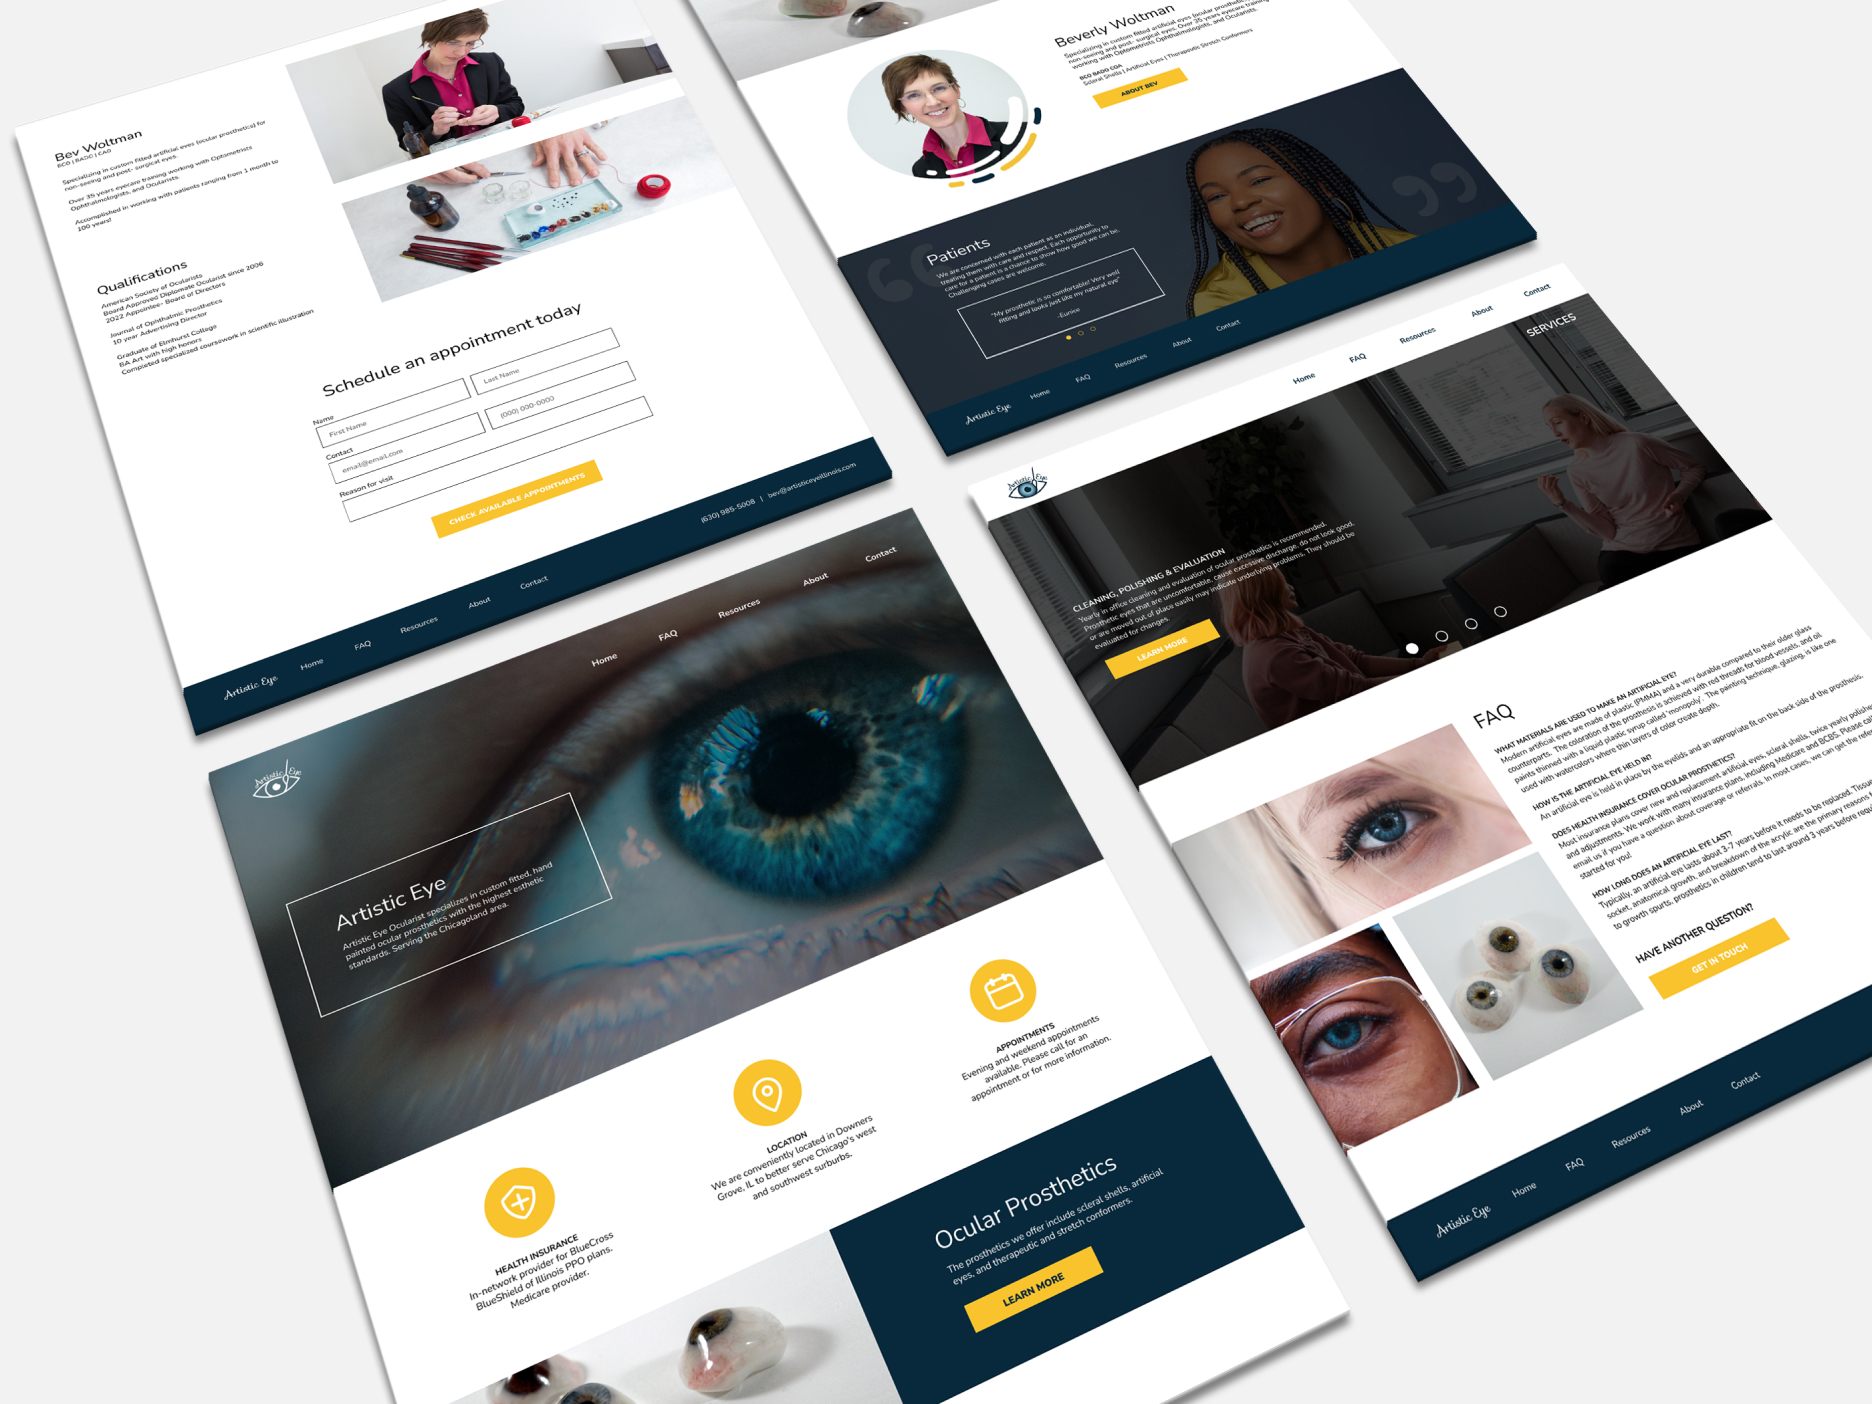 Bev Woltman
BCO | BADO | CAO
Specializing in custom fitted artificial eyes (ocular prosthetics) for
non-seeing and post- surgical eyes.
Over 35 years eyecare training working with Optometrists
Ophthalmologists, and Ocularists.
Accomplished in working with patients ranging from 1 month to
100 years!
Qualifications
American Society of Ocularists
Board Approved Diplomate Ocularist since 2006
2022 Appointee- Board of Directors
Journal of Ophthalmic Prosthetics
10 year Advertising Director
Graduate of Elmhurst College
BA Art with high honors
Completed specialized coursework in scientific illustration
Schedule an appointment today
Name
First Name
Last Name
Contact
email@email.com
(000) 000-0000
Reason for visit
CHECK AVAILABLE APPOINTMENTS
(630) 985-5008 | bev@artisticeyeillinois.com
Artistic Eye
Home
FAQ
Resources
About
Contact
Beverly Woltman
Specializing in custom fitted artificial eyes (ocular prosthetics)
non-seeing and post- surgical eyes. Over 35 years eyecare training
working with Optometrists Ophthalmologists, and Ocularists.
BCO BADO COA
Scleral Shells | Artificial Eyes | Therapeutic Stretch Conformers
ABOUT BEV
Patients
We are concerned with each patient as an individual,
treating them with care and respect. Each opportunity to
care for a patient is a chance to show how good we can be.
Challenging cases are welcome.
"My prosthetic is so comfortable! Very well
fitting and looks just like my natural eye"
-Eunice
Artistic Eye
Home
FAQ
Resources
About
Contact
Home
FAQ
Resources
About
Contact
Artistic Eye
Artistic Eye
Artistic Eye Ocularist specializes in custom fitted, hand
painted ocular prosthetics with the highest esthetic
standards. Serving the Chicagoland area.
HEALTH INSURANCE
In-network provider for BlueCross
BlueShield of Illinois PPO plans.
Medicare provider.
LOCATION
We are conveniently located in Downers
Grove, IL to better serve Chicago's west
and southwest surburbs.
APPOINTMENTS
Evening and weekend appointments
available. Please call for an
appointment or for more information.
Ocular Prosthetics
The prosthetics we offer include scleral shells, artificial
eyes, and therapeutic and stretch conformers.
LEARN MORE
Artistic Eye
Home
FAQ
Resources
About
Contact
SERVICES
CLEANING, POLISHING & EVALUATION
Yearly in office cleaning and evaluation of ocular prosthetics is recommended.
Prosthetic eyes that are uncomfortable, cause excessive discharge, do not look good,
or are moved out of place easily may indicate underlying problems. They should be
evaluated for changes.
LEARN MORE
FAQ
WHAT MATERIALS ARE USED TO MAKE AN ARTIFICIAL EYE?
Modern artificial eyes are made of plastic (PMMA) and a very durable compared to their older glass
counterparts. The coloration of the prosthesis is achieved with red threads for blood vessels, and oil
paints thinned with a liquid plastic syrup called 'monopoly'. The painting technique, glazing, is like one
used with watercolors where thin layers of color create depth.
HOW IS THE ARTIFICIAL EYE HELD IN?
An artificial eye is held in place by the eyelids and an appropriate fit on the back side of the prosthesis.
DOES HEALTH INSURANCE COVER OCULAR PROSTHETICS?
Most insurance plans cover new and replacement artificial eyes, scleral shells, twice yearly
and adjustments. We work with many insurance plans, including Medicare and BCBS. Please
email us if you have a question about coverage or referrals. In most cases, we can get the
started for you!
HOW LONG DOES AN ARTIFICIAL EYE LAST?
Typically, an artificial eye lasts about 3-7 years before it needs to be replaced.
socket, anatomical growth, and breakdown of the acrylic are the primary reasons
to growth spurts, prosthetics in children tend to last around 3 years before
HAVE ANOTHER QUESTION?
GET IN TOUCH
Artistic Eye
Home
FAQ
Resources
About
Contact